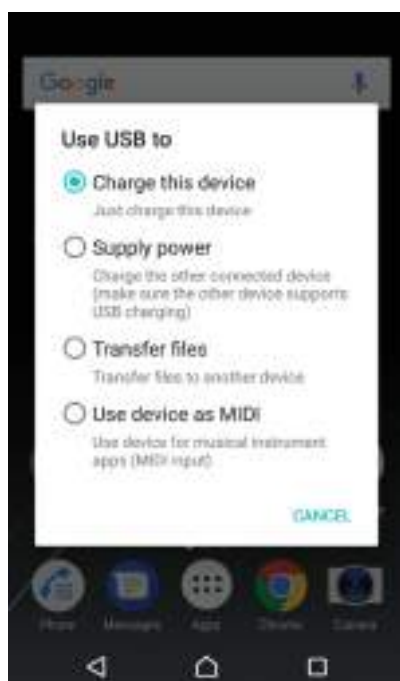 Google
Use USB to
Charge this device
Just charge this device
Supply power
Charge the other connected device
(make sure the other device supports
USB charging)
Transfer files
Transfer files to another device
Use device as MIDI
Use device for musical instrument
apps (MIDI input)
CANCEL
Phone
Messages
Apps
Chrome
Camera